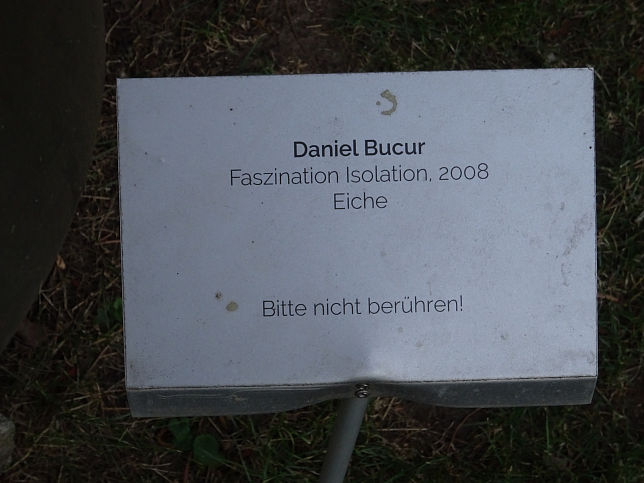 Daniel Bucur
Faszination Isolation, 2008
Eiche
Bitte nicht berühren!